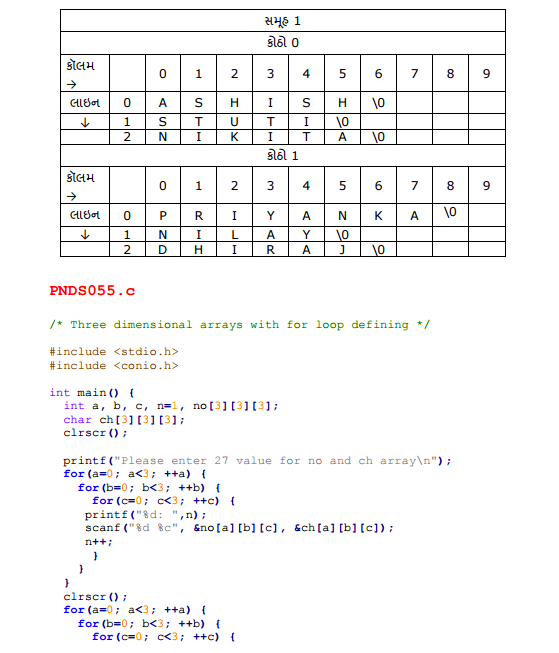 સમૂહ 1
કોઠો 0
કોલમ → 0 1 2 3 4 5 6 7 8 9
લાઇન 0 A S H I S H \0
↓ 1 S T U T I \0
2 N I K I T A \0
કોઠો 1
કોલમ → 0 1 2 3 4 5 6 7 8 9
લાઇન 0 P R I Y A N K A \0
↓ 1 N I L A Y \0
2 D H I R A J \0
PNDS055.c
/* Three dimensional arrays with for loop defining */
#include <stdio.h>
#include <conio.h>
int main() {
int a, b, c, n=1, no[3][3][3];
char ch[3][3][3];
clrscr();
printf("Please enter 27 value for no and ch array\n");
for(a=0; a<3; ++a) {
for(b=0; b<3; ++b) {
for(c=0; c<3; ++c) {
printf("%d: ",n);
scanf("%d %c", &no[a][b][c], &ch[a][b][c]);
n++;
}
}
}
clrscr();
for(a=0; a<3; ++a) {
for(b=0; b<3; ++b) {
for(c=0; c<3; ++c) {